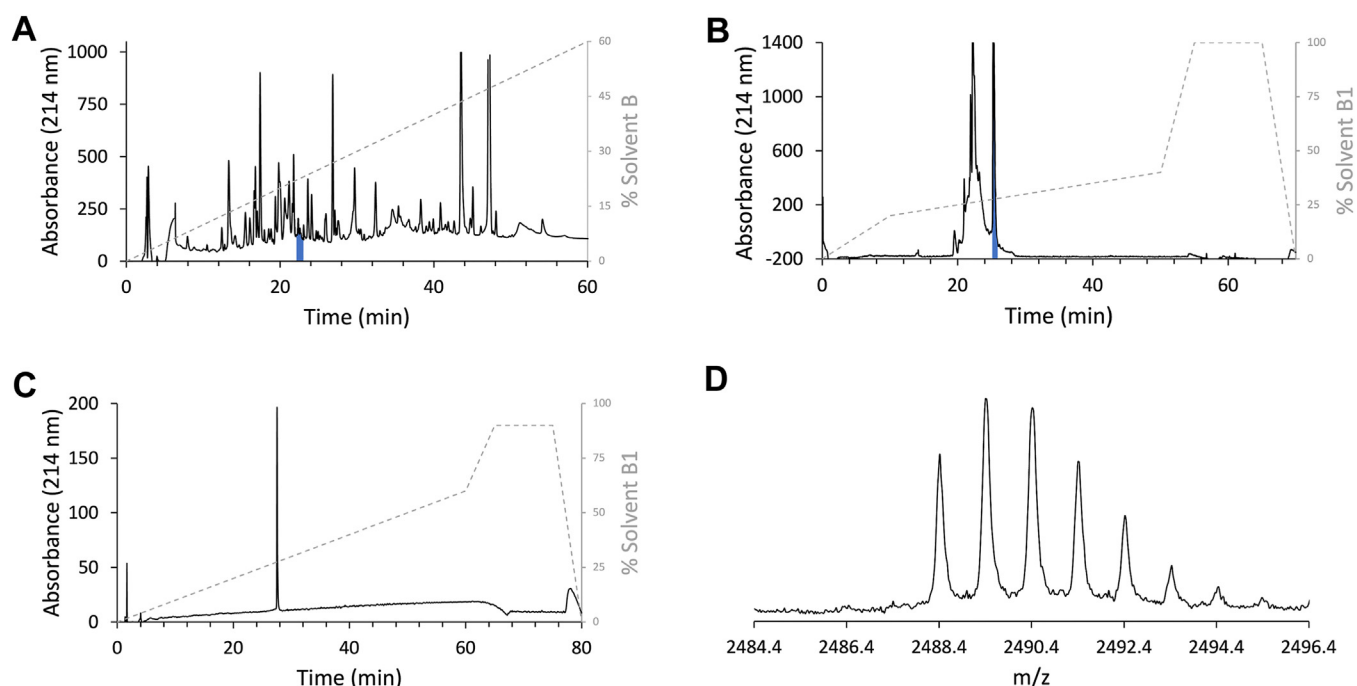 A
Absorbance (214 nm)
1000
750
500
250
0
60
45
30
15
0
% Solvent B
0 20 40 60
Time (min)
B
Absorbance (214 nm)
1400
1000
600
200
-200
100
75
50
25
0
% Solvent B1
0 20 40 60
Time (min)
C
Absorbance (214 nm)
200
150
100
50
0
100
75
50
25
0
% Solvent B1
0 20 40 60 80
Time (min)
D
2484.4 2486.4 2488.4 2490.4 2492.4 2494.4 2496.4
m/z